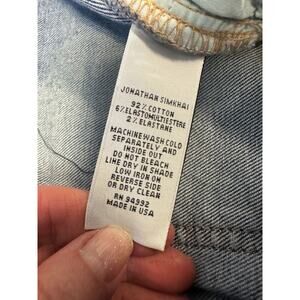 JONATHAN SIMKHAI
92% COTTON
6% ELASTOMULTIESTERE
2% ELASTANE
MACHINE WASH COLD
SEPARATELY AND
INSIDE OUT
DO NOT BLEACH
LINE DRY IN SHADE
LOW IRON ON
REVERSE SIDE
OR DRY CLEAN
RN 94992
MADE IN USA